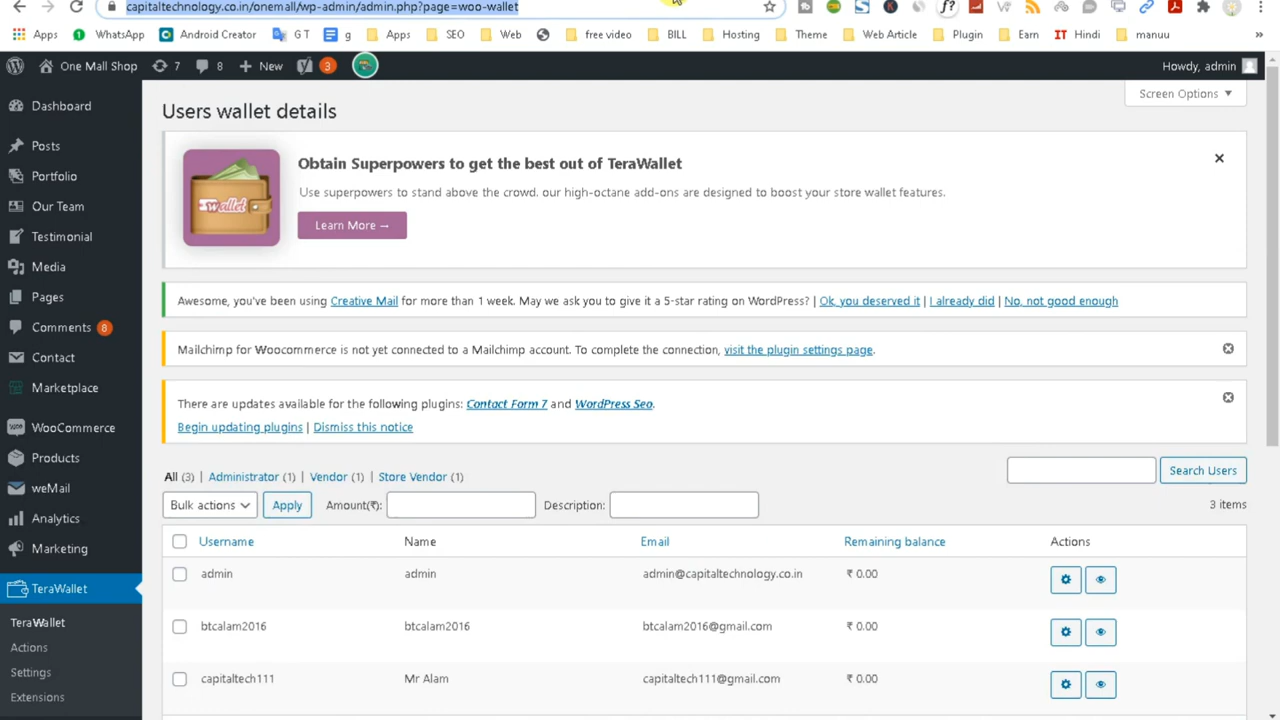 capitaltechnology.co.in/onemall/wp-admin/admin.php?page=woo-wallet
Apps WhatsApp Android Creator G T g Apps SEO Web free video BILL Hosting Theme Web Article Plugin Earn IT Hindi manuu »
One Mall Shop 7 8 + New 3 Howdy, admin
Screen Options ▼
Dashboard
Posts
Portfolio
Our Team
Testimonial
Media
Pages
Comments 8
Contact
Marketplace
WooCommerce
Products
weMail
Analytics
Marketing
TeraWallet
TeraWallet
Actions
Settings
Extensions
Users wallet details
wallet
Obtain Superpowers to get the best out of TeraWallet
Use superpowers to stand above the crowd. our high-octane add-ons are designed to boost your store wallet features.
Learn More →
Awesome, you've been using Creative Mail for more than 1 week. May we ask you to give it a 5-star rating on WordPress? | Ok, you deserved it | I already did | No, not good enough
Mailchimp for Woocommerce is not yet connected to a Mailchimp account. To complete the connection, visit the plugin settings page.
There are updates available for the following plugins: Contact Form 7 and WordPress Seo.
Begin updating plugins | Dismiss this notice
All (3) | Administrator (1) | Vendor (1) | Store Vendor (1)
Search Users
Bulk actions Apply Amount(₹): Description: 3 items
Username Name Email Remaining balance Actions
admin admin admin@capitaltechnology.co.in ₹ 0.00
btcalam2016 btcalam2016 btcalam2016@gmail.com ₹ 0.00
capitaltech111 Mr Alam capitaltech111@gmail.com ₹ 0.00